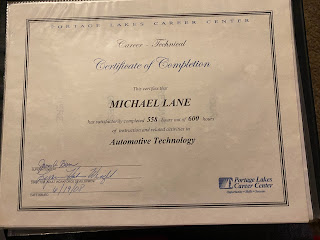 PORTAGE LAKES CAREER CENTER
Career - Technical
Certificate of Completion
This certifies that
MICHAEL LANE
has satisfactorily completed 558 hours out of 600 hours
of instruction and related activities in
Automotive Technology
Portage Lakes
Career Center